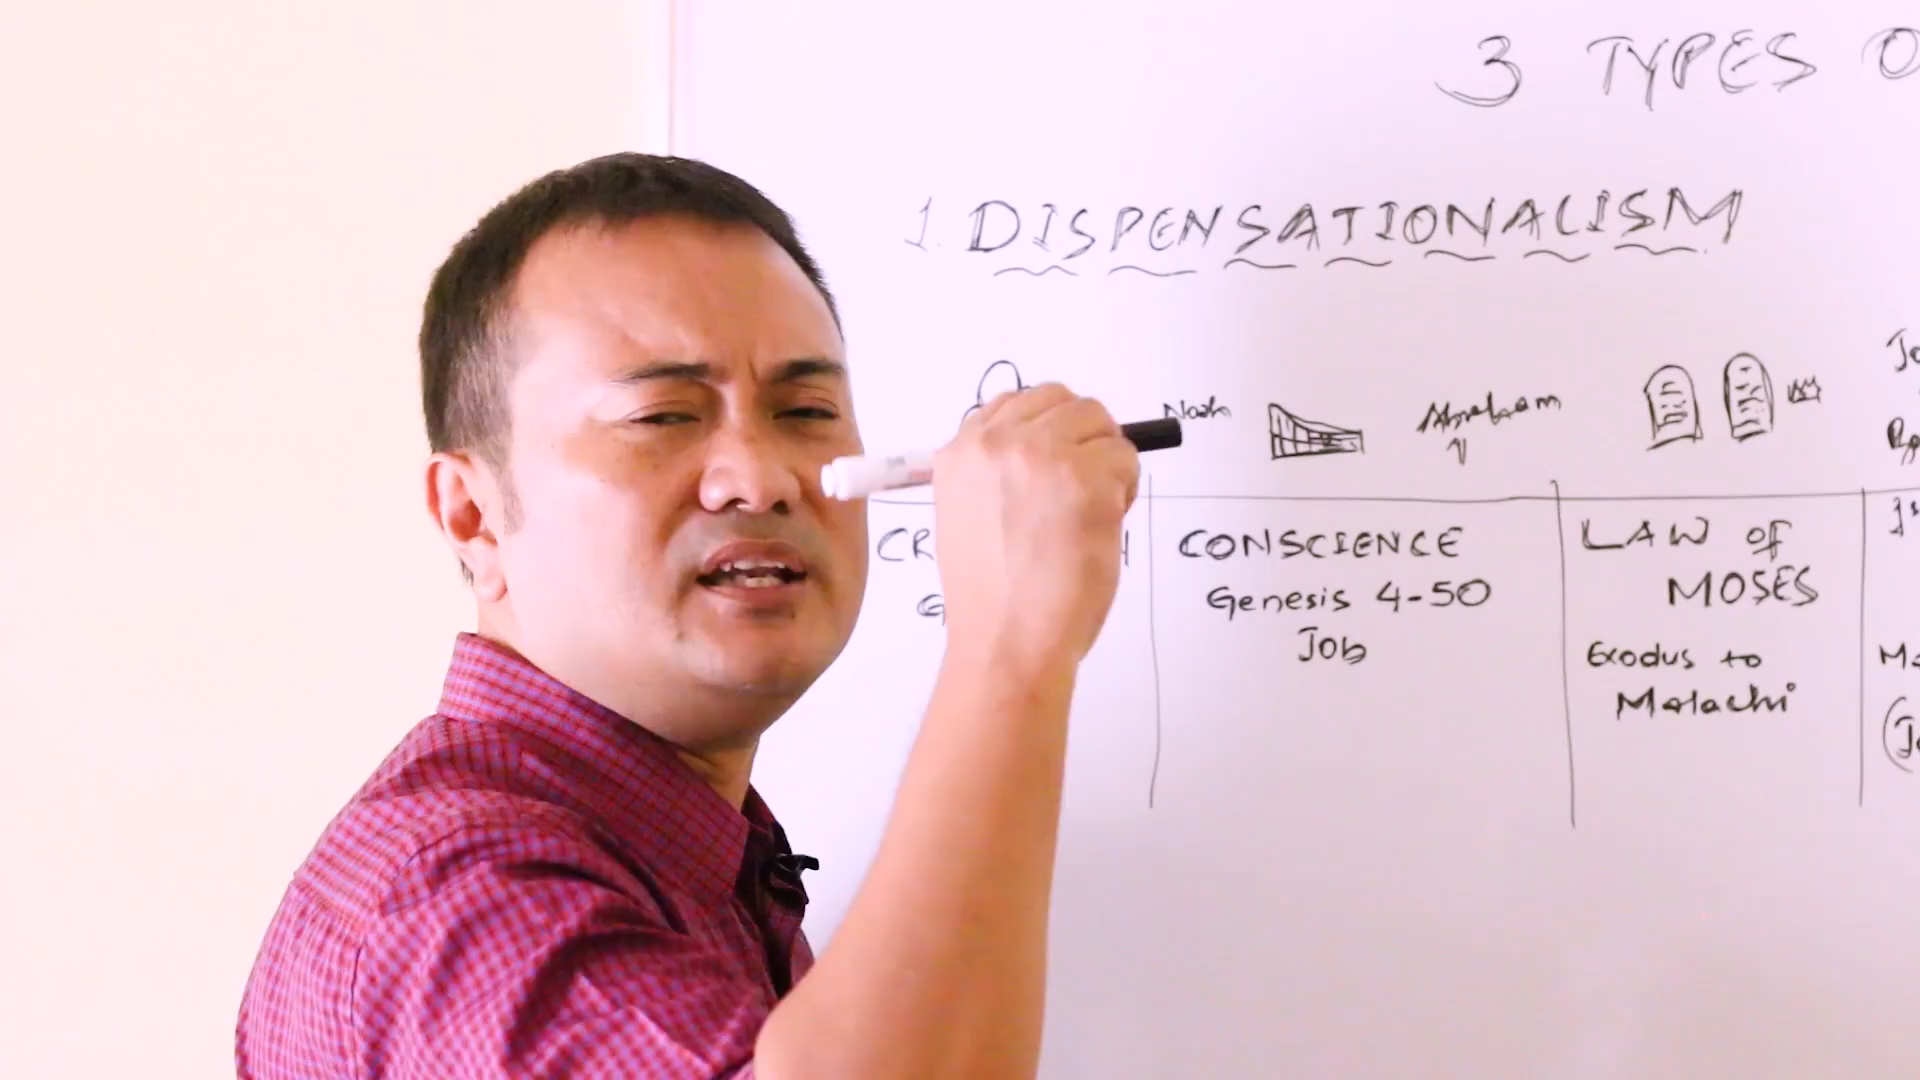 3 TYPES O
1. DISPENSATIONALISM
Noah
Abraham
CONSCIENCE
Genesis 4-50
Job
LAW of
MOSES
Exodus to
Malachi